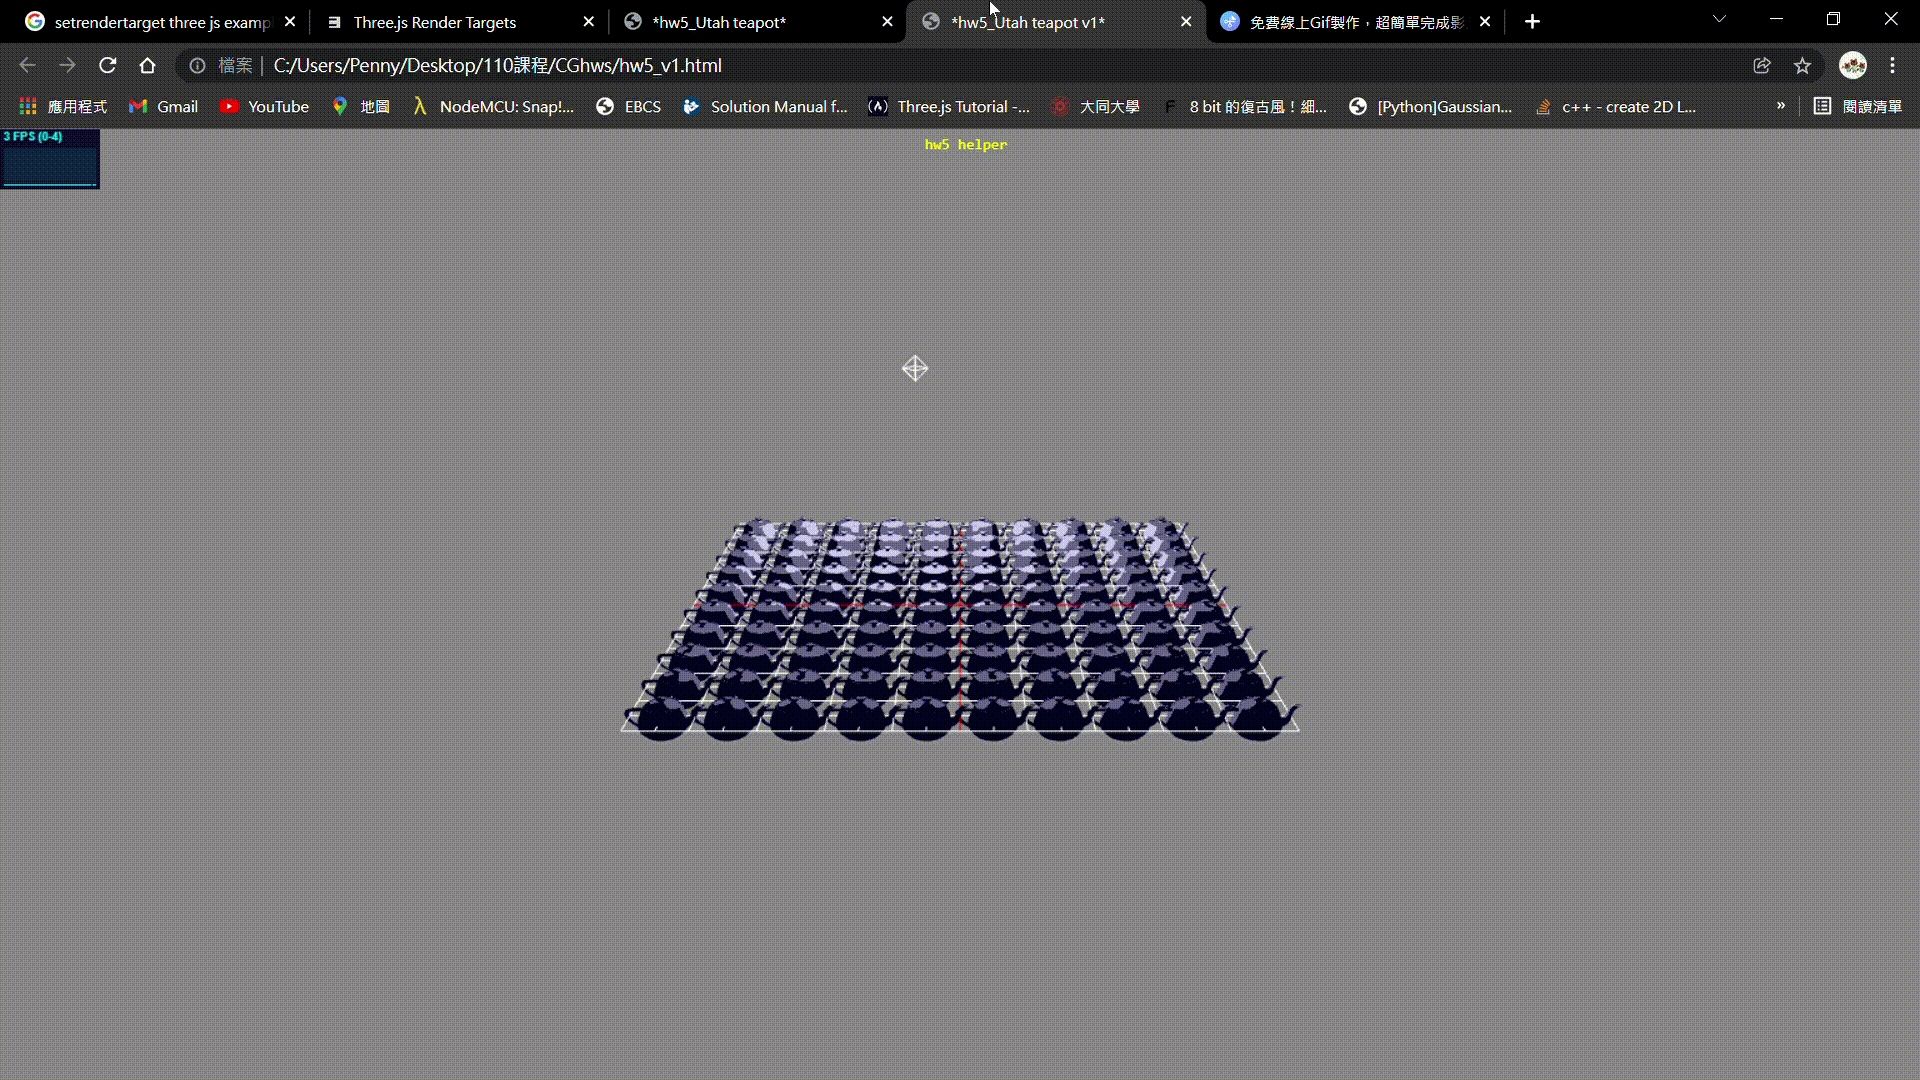 setrendertarget three js examp
Three.js Render Targets
*hw5_Utah teapot*
*hw5_Utah teapot v1*
免費線上Gif製作，超簡單完成影
檔案
C:/Users/Penny/Desktop/110課程/CGhws/hw5_v1.html
應用程式
Gmail
YouTube
地圖
NodeMCU: Snap!...
EBCS
Solution Manual f...
Three.js Tutorial -...
大同大學
8 bit 的復古風！細...
[Python]Gaussian...
c++ - create 2D L...
»
閱讀清單
3 FPS (0-4)
hw5 helper